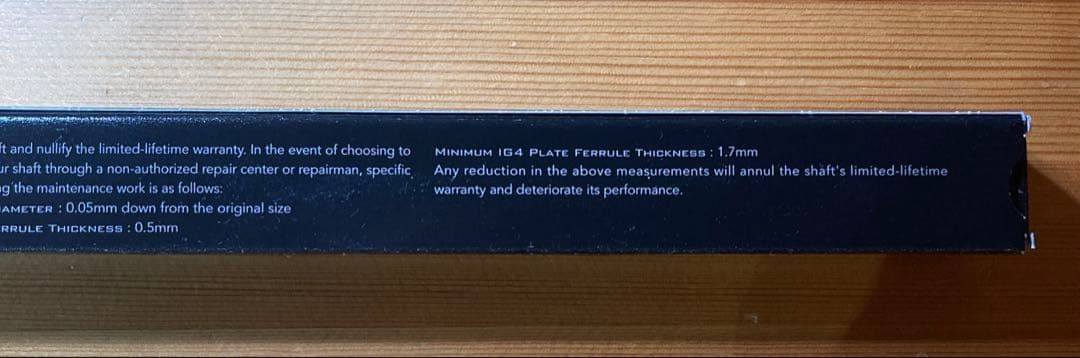 ft and nullify the limited-lifetime warranty. In the event of choosing to
ur shaft through a non-authorized repair center or repairman, specific
g the maintenance work is as follows:
AMETER : 0.05mm down from the original size
RRULE THICKNESS : 0.5mm
MINIMUM IG4 PLATE FERRULE THICKNESS : 1.7mm
Any reduction in the above measurements will annul the shaft's limited-lifetime
warranty and deteriorate its performance.